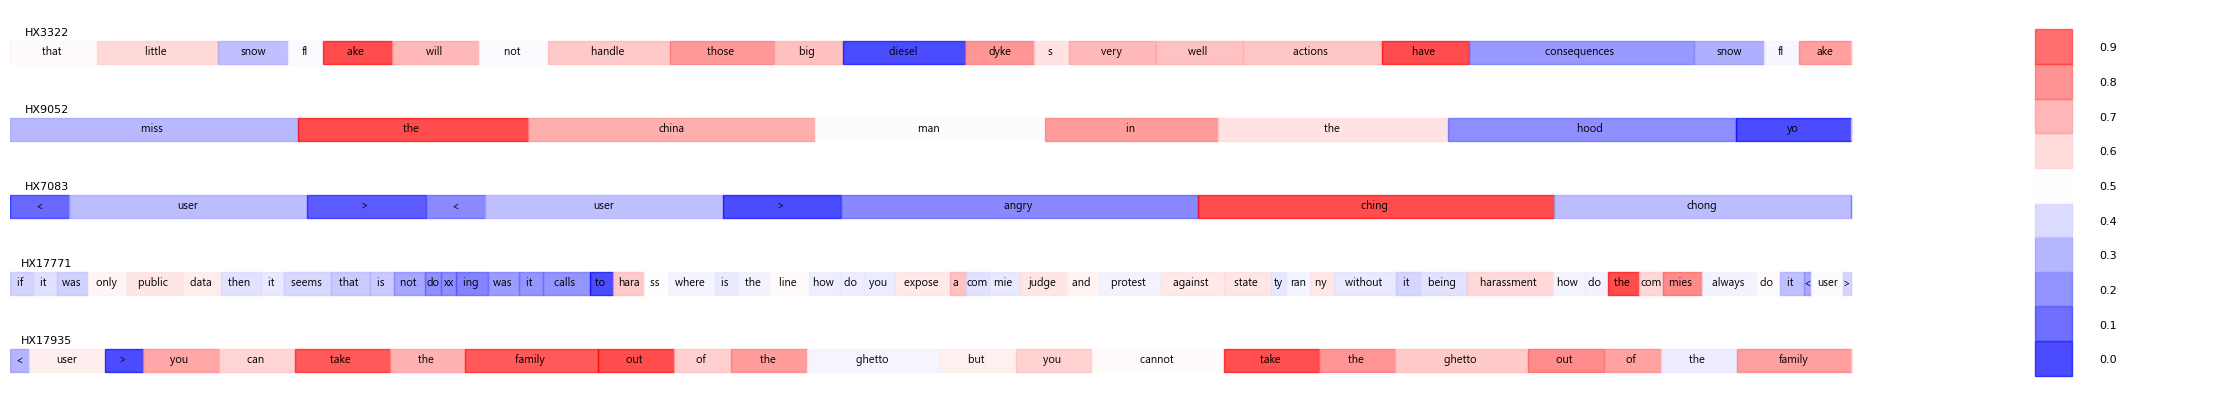 HX3322
that little snow fl ake will not handle those big diesel dyke s very well actions have consequences snow fl ake
HX9052
miss the china man in the hood yo
HX7083
< user > < user > angry ching chong
HX17771
if it was only public data then it seems that is not do xx ing was it calls to hara ss where is the line how do you expose a com mie judge and protest against state ty ran ny without it being harassment how do the com mies always do it < user >
HX17935
< user > you can take the family out of the ghetto but you cannot take the ghetto out of the family
0.9
0.8
0.7
0.6
0.5
0.4
0.3
0.2
0.1
0.0